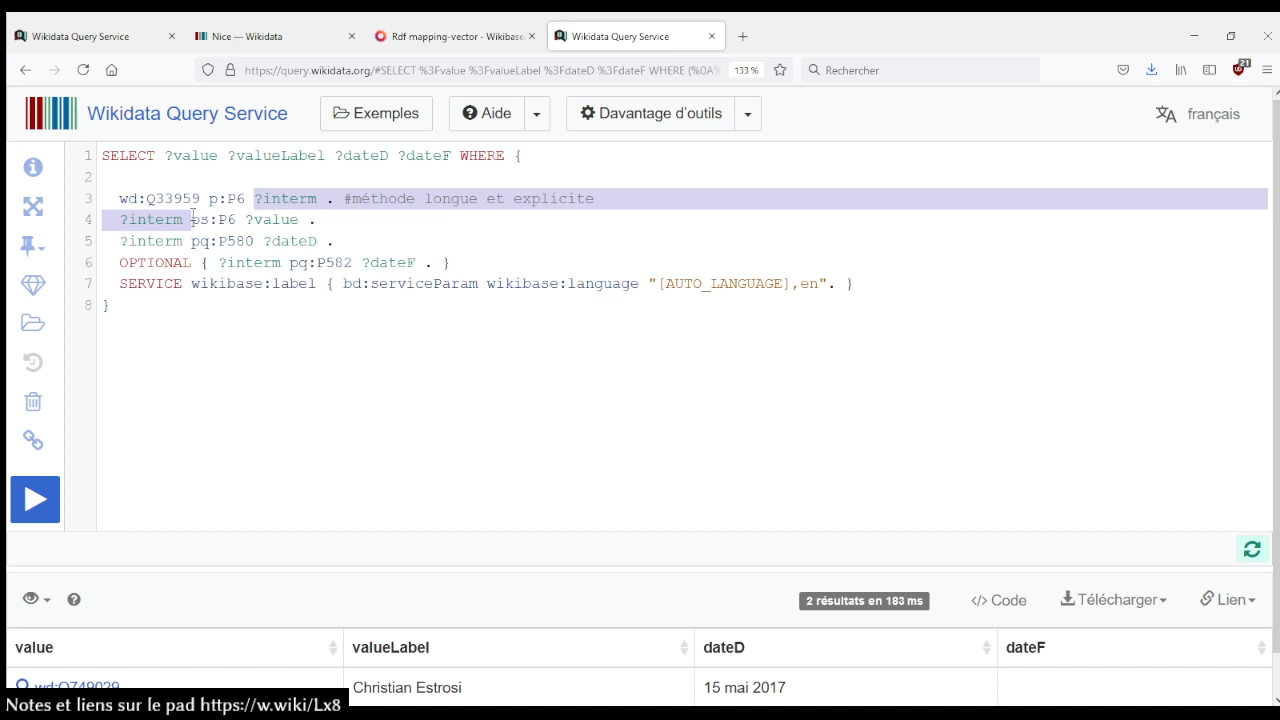 Wikidata Query Service
Nice — Wikidata
Rdf mapping-vector - Wikibase
Wikidata Query Service
https://query.wikidata.org/#SELECT %3Fvalue %3FvalueLabel %3FdateD %3FdateF WHERE {%0A%
133 %
Rechercher
21
Wikidata Query Service
Exemples
Aide
Davantage d'outils
français
1 SELECT ?value ?valueLabel ?dateD ?dateF WHERE {
2
3 wd:Q33959 p:P6 ?interm . #méthode longue et explicite
4 ?interm ps:P6 ?value .
5 ?interm pq:P580 ?dateD .
6 OPTIONAL { ?interm pq:P582 ?dateF . }
7 SERVICE wikibase:label { bd:serviceParam wikibase:language "[AUTO_LANGUAGE],en". }
8 }
2 résultats en 183 ms
</> Code
Télécharger
Lien
value valueLabel dateD dateF
wd:Q749029 Christian Estrosi 15 mai 2017
Notes et liens sur le pad https://w.wiki/Lx8